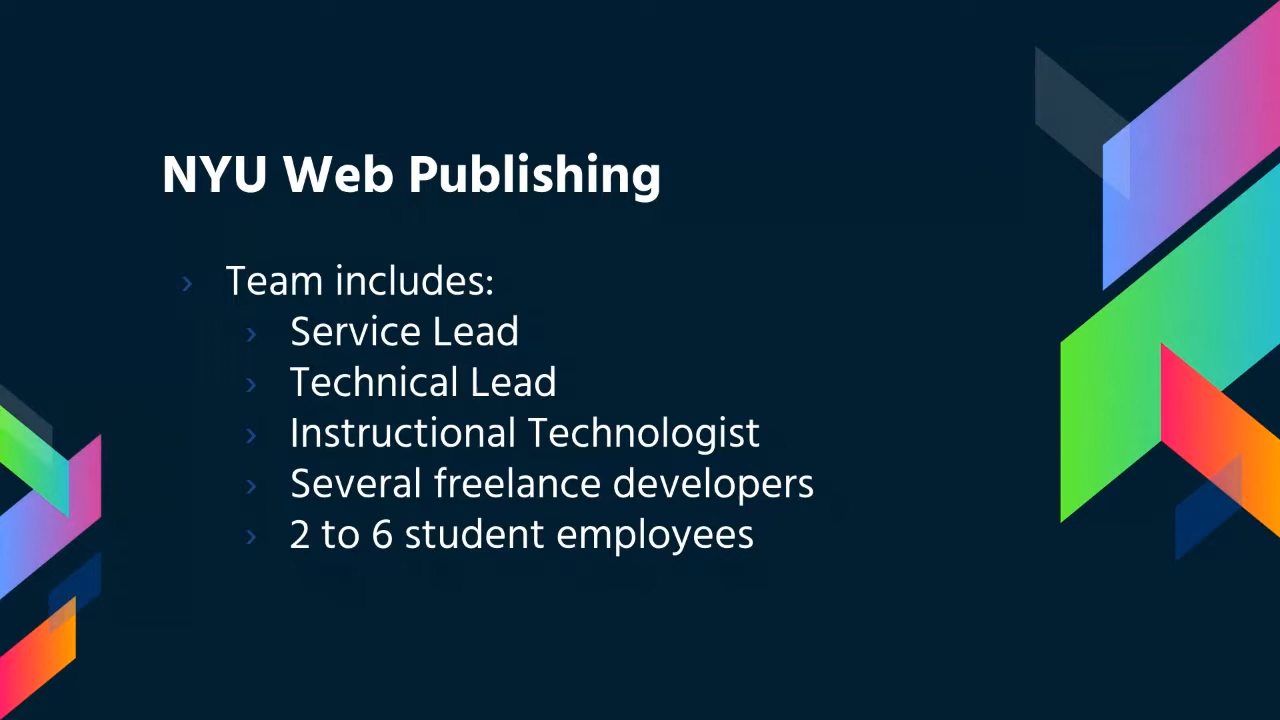 NYU Web Publishing
› Team includes:
› Service Lead
› Technical Lead
› Instructional Technologist
› Several freelance developers
› 2 to 6 student employees